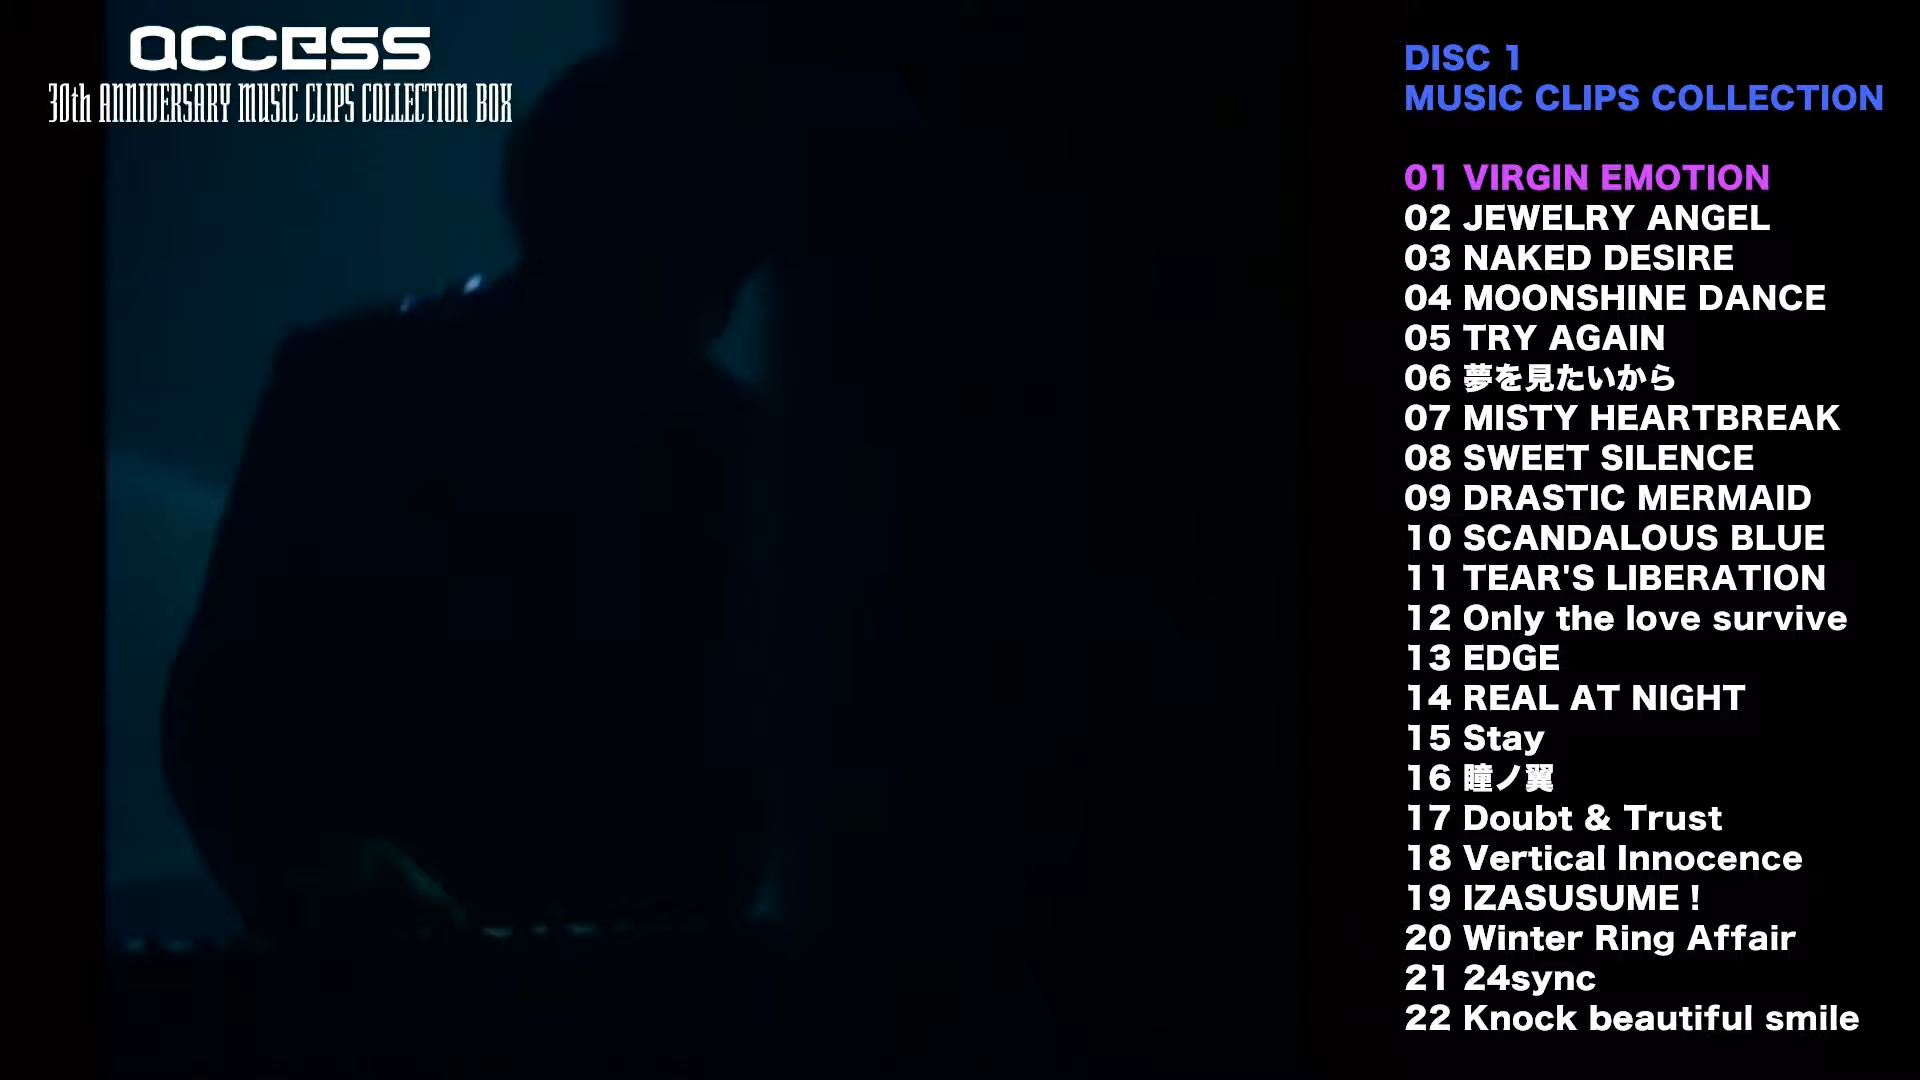 access
30th ANNIVERSARY MUSIC CLIPS COLLECTION BOX
DISC 1
MUSIC CLIPS COLLECTION
01 VIRGIN EMOTION
02 JEWELRY ANGEL
03 NAKED DESIRE
04 MOONSHINE DANCE
05 TRY AGAIN
06 夢を見たいから
07 MISTY HEARTBREAK
08 SWEET SILENCE
09 DRASTIC MERMAID
10 SCANDALOUS BLUE
11 TEAR'S LIBERATION
12 Only the love survive
13 EDGE
14 REAL AT NIGHT
15 Stay
16 瞳ノ翼
17 Doubt & Trust
18 Vertical Innocence
19 IZASUSUME !
20 Winter Ring Affair
21 24sync
22 Knock beautiful smile